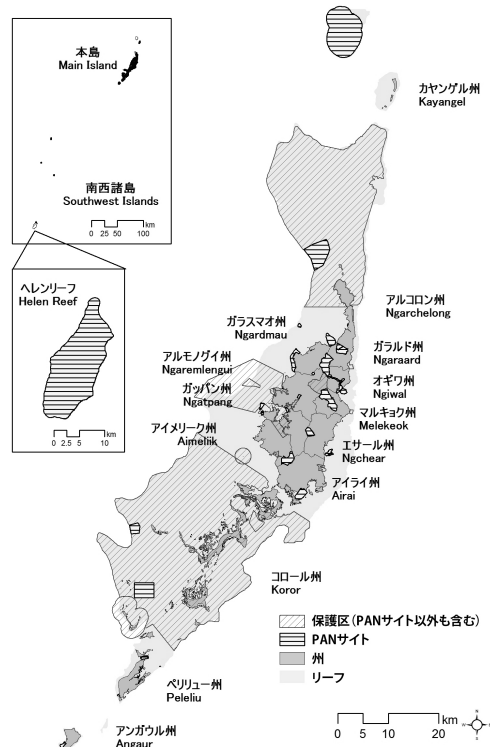 本島
Main Island
南西諸島
Southwest Islands
km
0 25 50 100
ヘレンリーフ
Helen Reef
km
0 2.5 5 10
カヤンゲル州
Kayangel
アルコロン州
Ngarchelong
ガラスマオ州
Ngardmau
ガラルド州
Ngaraard
アルモノグイ州
Ngaremlengui
オギワ州
Ngiwal
ガッパン州
Ngatpang
マルキョク州
Melekeok
アイメリーク州
Aimeliik
エサール州
Ngchear
アイライ州
Airai
コロール州
Koror
保護区（PANサイト以外も含む）
PANサイト
州
リーフ
ペリリュー州
Peleliu
アンガウル州
Angaur
km
0 5 10 20
N
W E
S